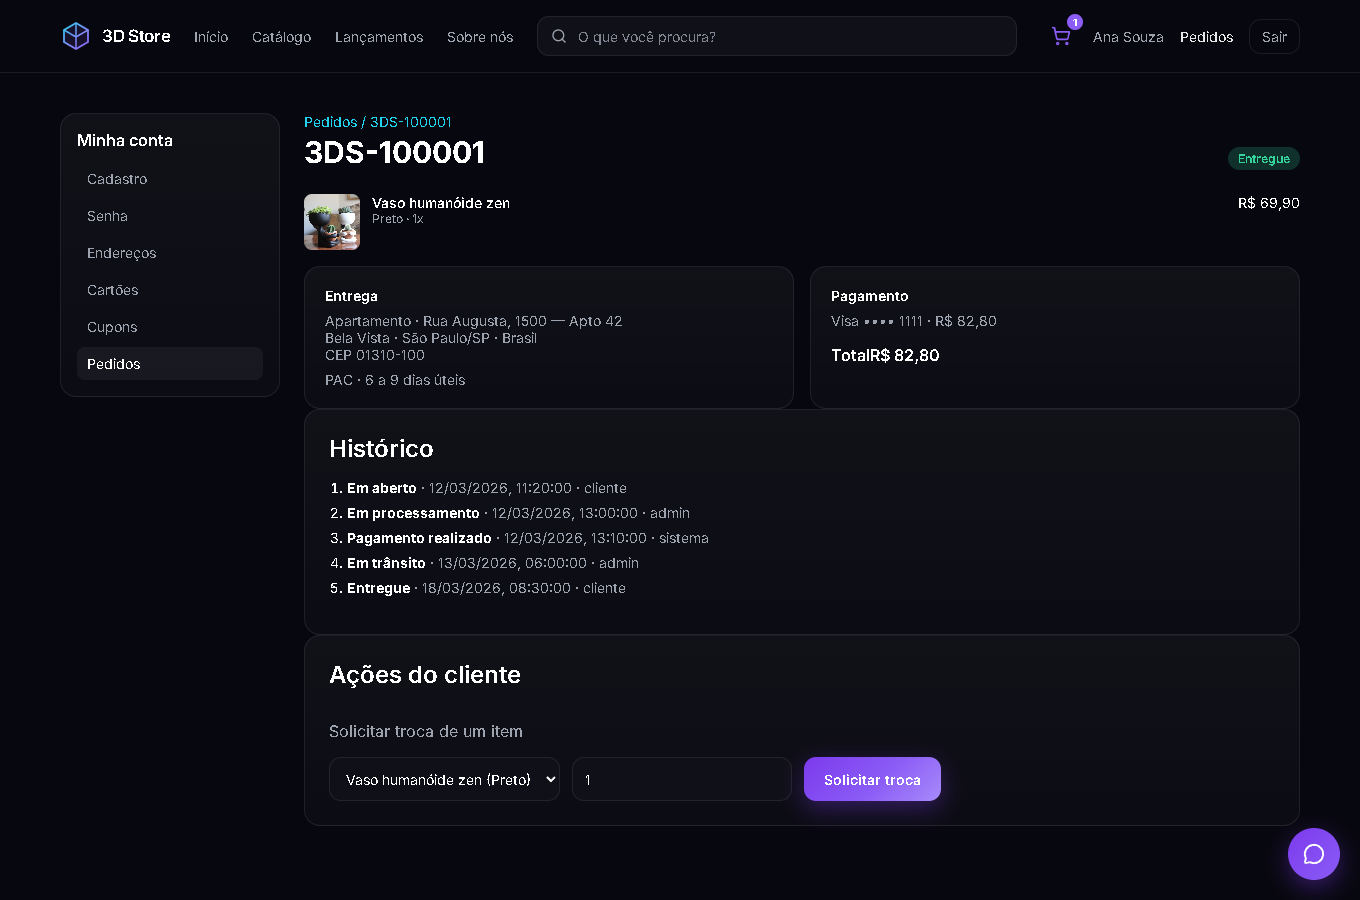 3D Store
Início
Catálogo
Lançamentos
Sobre nós
O que você procura?
1
Ana Souza
Pedidos
Sair
Minha conta
Cadastro
Senha
Endereços
Cartões
Cupons
Pedidos
Pedidos / 3DS-100001
3DS-100001
Entregue
Vaso humanóide zen
Preto · 1x
R$ 69,90
Entrega
Apartamento · Rua Augusta, 1500 — Apto 42
Bela Vista · São Paulo/SP · Brasil
CEP 01310-100
PAC · 6 a 9 dias úteis
Pagamento
Visa •••• 1111 · R$ 82,80
TotalR$ 82,80
Histórico
1. Em aberto · 12/03/2026, 11:20:00 · cliente
2. Em processamento · 12/03/2026, 13:00:00 · admin
3. Pagamento realizado · 12/03/2026, 13:10:00 · sistema
4. Em trânsito · 13/03/2026, 06:00:00 · admin
5. Entregue · 18/03/2026, 08:30:00 · cliente
Ações do cliente
Solicitar troca de um item
Vaso humanóide zen (Preto)
1
Solicitar troca